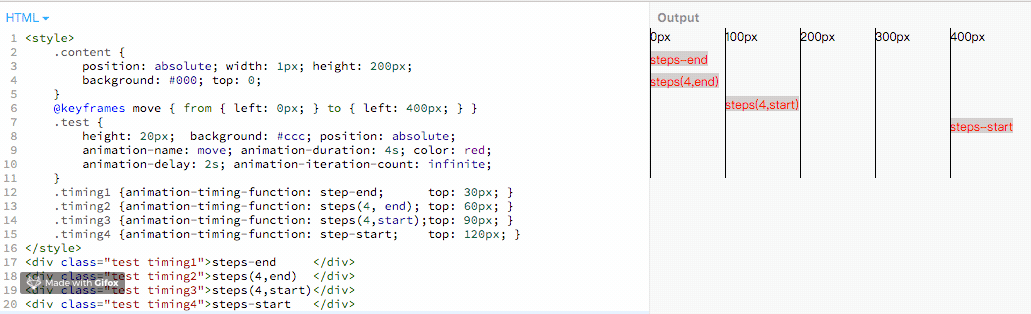 HTML
Output
1 <style>
2 .content {
3 position: absolute; width: 1px; height: 200px;
4 background: #000; top: 0;
5 }
6 @keyframes move { from { left: 0px; } to { left: 400px; } }
7 .test {
8 height: 20px; background: #ccc; position: absolute;
9 animation-name: move; animation-duration: 4s; color: red;
10 animation-delay: 2s; animation-iteration-count: infinite;
11 }
12 .timing1 {animation-timing-function: step-end; top: 30px; }
13 .timing2 {animation-timing-function: steps(4, end); top: 60px; }
14 .timing3 {animation-timing-function: steps(4,start);top: 90px; }
15 .timing4 {animation-timing-function: step-start; top: 120px; }
16 </style>
17 <div class="test timing1">steps-end </div>
18 <div class="test timing2">steps(4,end) </div>
19 <div class="test timing3">steps(4,start)</div>
20 <div class="test timing4">steps-start </div>
Made with Gifox
0px 100px 200px 300px 400px
steps-end
steps(4,end)
steps(4,start)
steps-start